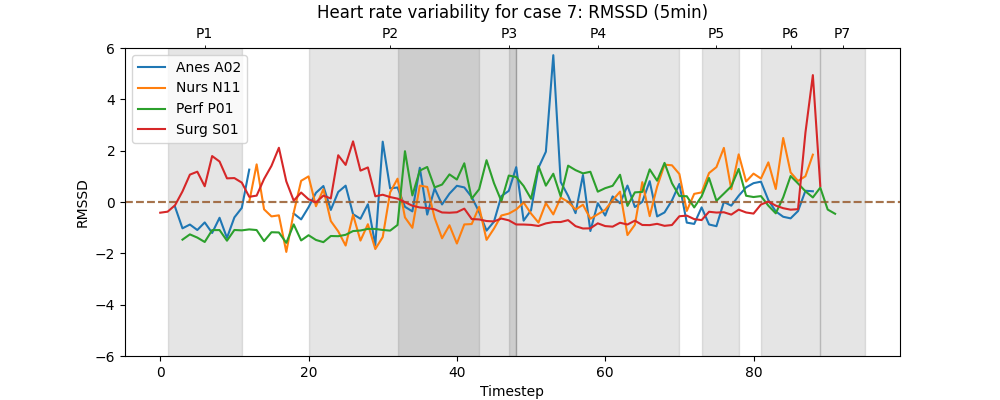 Heart rate variability for case 7: RMSSD (5min)
P1 P2 P3 P4 P5 P6 P7
Anes A02
Nurs N11
Perf P01
Surg S01
RMSSD
6
4
2
0
−2
−4
−6
0 20 40 60 80
Timestep